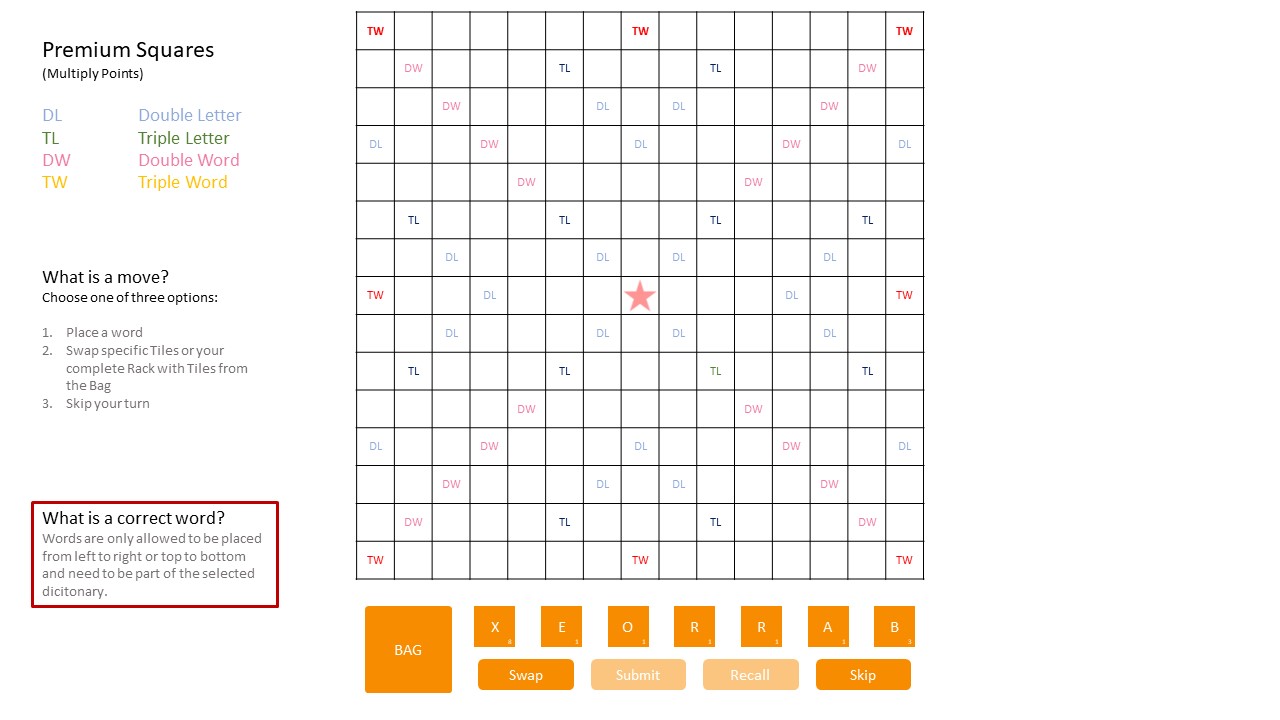 Premium Squares
(Multiply Points)
DL Double Letter
TL Triple Letter
DW Double Word
TW Triple Word
What is a move?
Choose one of three options:
1. Place a word
2. Swap specific Tiles or your
complete Rack with Tiles from
the Bag
3. Skip your turn
What is a correct word?
Words are only allowed to be placed
from left to right or top to bottom
and need to be part of the selected
dicitonary.
TW TW TW
DW TL TL DW
DW DL DL DW
DL DW DL DW DL
DW DW
TL TL TL TL
DL DL DL DL
TW DL DL TW
DL DL DL DL
TL TL TL TL
DW DW
DL DW DL DW DL
DW DL DL DW
DW TL TL DW
TW TW TW
BAG
X 8 E 1 O 1 R 1 R 1 A 1 B 3
Swap Submit Recall Skip